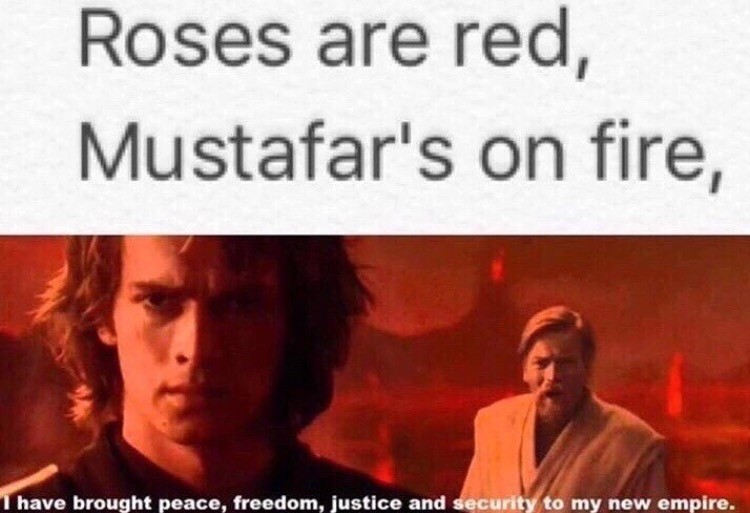 Roses are red,
Mustafar's on fire,
I have brought peace, freedom, justice and security to my new empire.